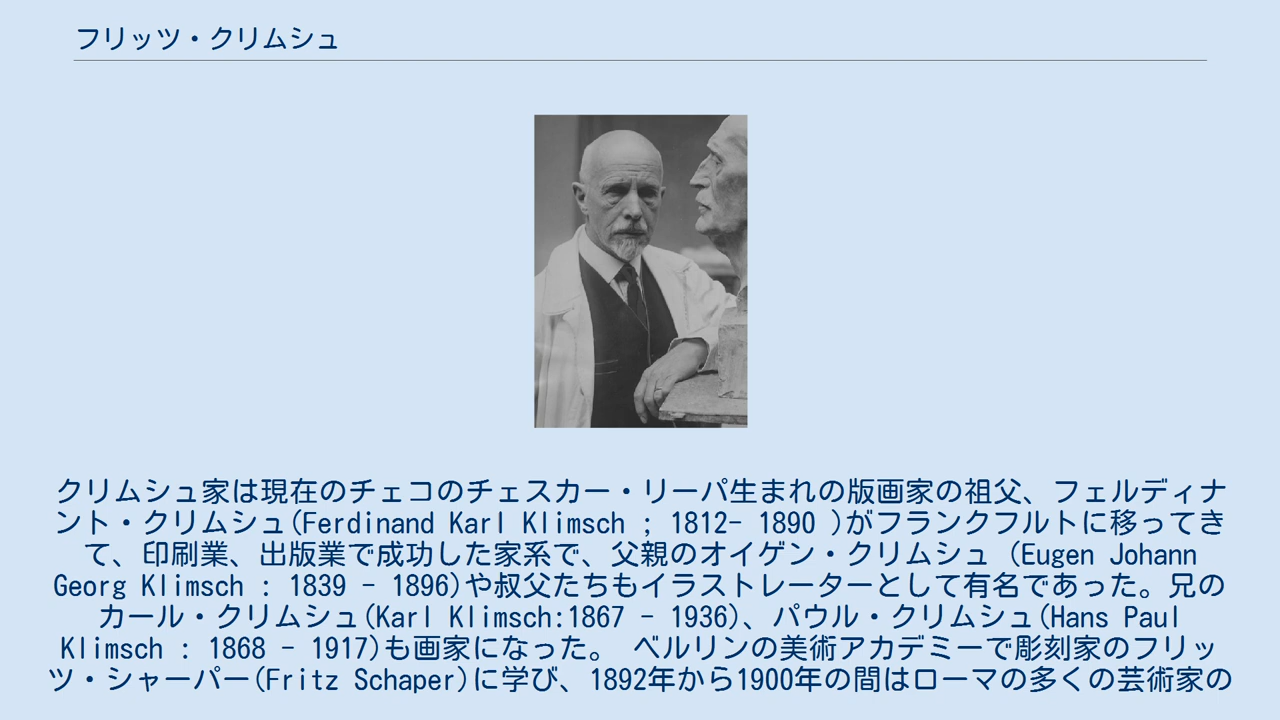 フリッツ・クリムシュ
クリムシュ家は現在のチェコのチェスカー・リーパ生まれの版画家の祖父、フェルディナ
ント・クリムシュ(Ferdinand Karl Klimsch ; 1812- 1890 )がフランクフルトに移ってき
て、印刷業、出版業で成功した家系で、父親のオイゲン・クリムシュ (Eugen Johann
Georg Klimsch : 1839 - 1896)や叔父たちもイラストレーターとして有名であった。兄の
カール・クリムシュ(Karl Klimsch:1867 - 1936)、パウル・クリムシュ(Hans Paul
Klimsch : 1868 - 1917)も画家になった。 ベルリンの美術アカデミーで彫刻家のフリッ
ツ・シャーパー(Fritz Schaper)に学び、1892年から1900年の間はローマの多くの芸術家の